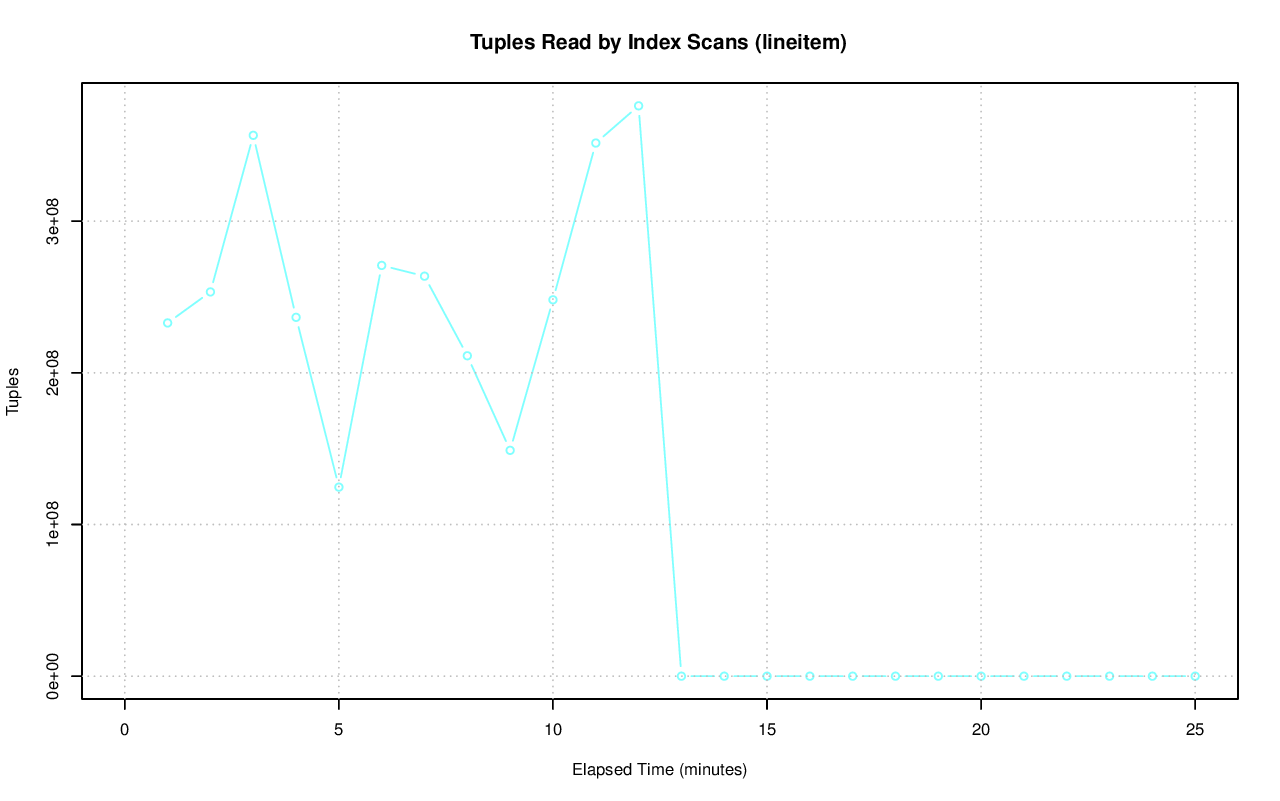 Tuples Read by Index Scans (lineitem)
Tuples
3e+08
2e+08
1e+08
0e+00
0 5 10 15 20 25
Elapsed Time (minutes)